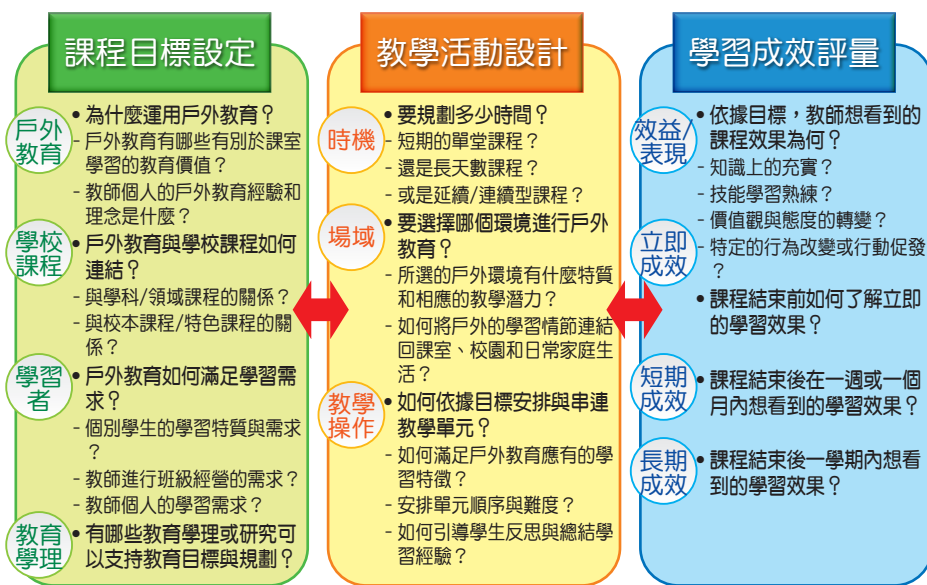 課程目標設定
戶外
教育
• 為什麼運用戶外教育？
- 戶外教育有哪些有別於課室
學習的教育價值？
- 教師個人的戶外教育經驗和
理念是什麼？
學校
課程
• 戶外教育與學校課程如何
連結？
- 與學科/領域課程的關係？
- 與校本課程/特色課程的關
係？
學習
者
• 戶外教育如何滿足學習需
求？
- 個別學生的學習特質與需求
？
- 教師進行班級經營的需求？
- 教師個人的學習需求？
教育
學理
• 有哪些教育學理或研究可
以支持教育目標與規劃？
教學活動設計
時機
• 要規劃多少時間？
- 短期的單堂課程？
- 還是長天數課程？
- 或是延續/連續型課程？
場域
• 要選擇哪個環境進行戶外
教育？
- 所選的戶外環境有什麼特質
和相應的教學潛力？
- 如何將戶外的學習情節連結
回課室、校園和日常家庭生
活？
教學
操作
• 如何依據目標安排與串連
教學單元？
- 如何滿足戶外教育應有的學
習特徵？
- 安排單元順序與難度？
- 如何引導學生反思與總結學
習經驗？
學習成效評量
效益/
表現
• 依據目標，教師想看到的
課程效果為何？
- 知識上的充實？
- 技能學習熟練？
- 價值觀與態度的轉變？
- 特定的行為改變或行動促發
？
立即
成效
• 課程結束前如何了解立即
的學習效果？
短期
成效
• 課程結束後在一週或一個
月內想看到的學習效果？
長期
成效
• 課程結束後一學期內想看
到的學習效果？